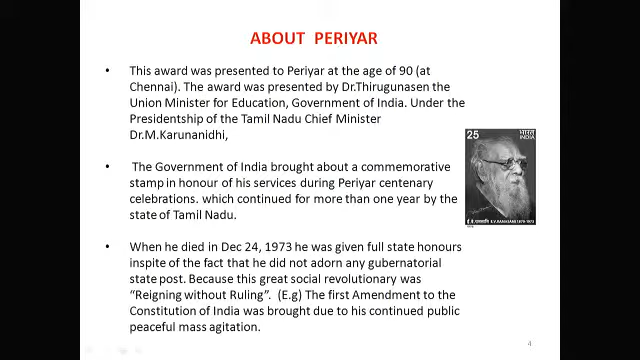 ABOUT PERIYAR
• This award was presented to Periyar at the age of 90 (at
Chennai). The award was presented by Dr.Thirugunasen the
Union Minister for Education, Government of India. Under the
Presidentship of the Tamil Nadu Chief Minister
Dr.M.Karunanidhi,
• The Government of India brought about a commemorative
stamp in honour of his services during Periyar centenary
celebrations. which continued for more than one year by the
state of Tamil Nadu.
• When he died in Dec 24, 1973 he was given full state honours
inspite of the fact that he did not adorn any gubernatorial
state post. Because this great social revolutionary was
“Reigning without Ruling”. (E.g) The first Amendment to the
Constitution of India was brought due to his continued public
peaceful mass agitation.
25 भारत
INDIA
4